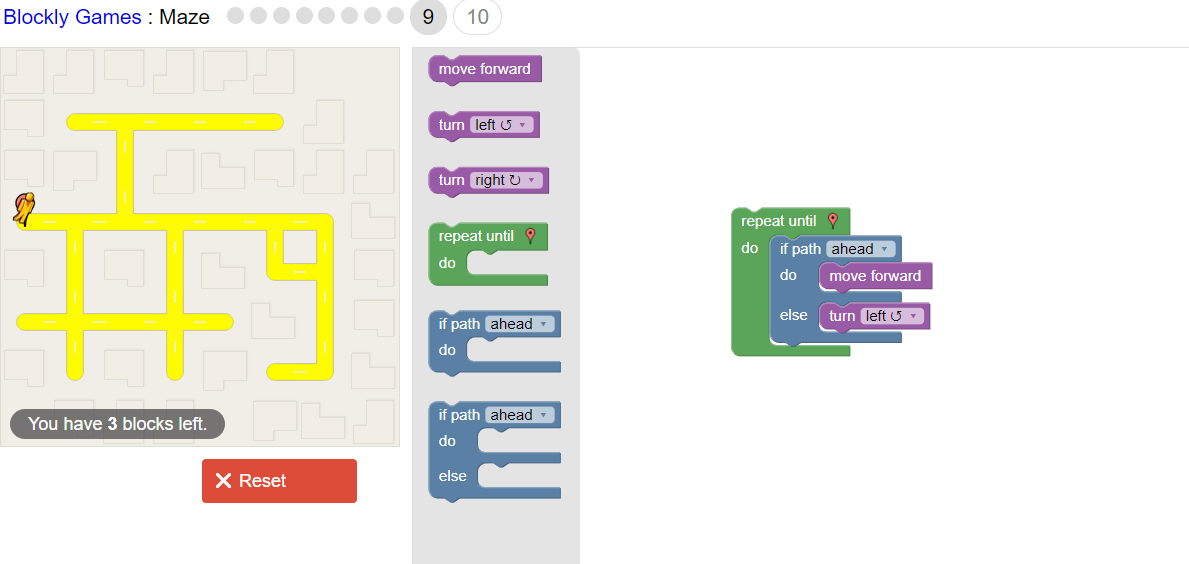 Blockly Games : Maze 9 10
move forward
turn left ↺ ▾
turn right ↻ ▾
repeat until
do
if path ahead ▾
do
if path ahead ▾
do
else
You have 3 blocks left.
Reset
repeat until
do if path ahead ▾
do move forward
else turn left ↺ ▾